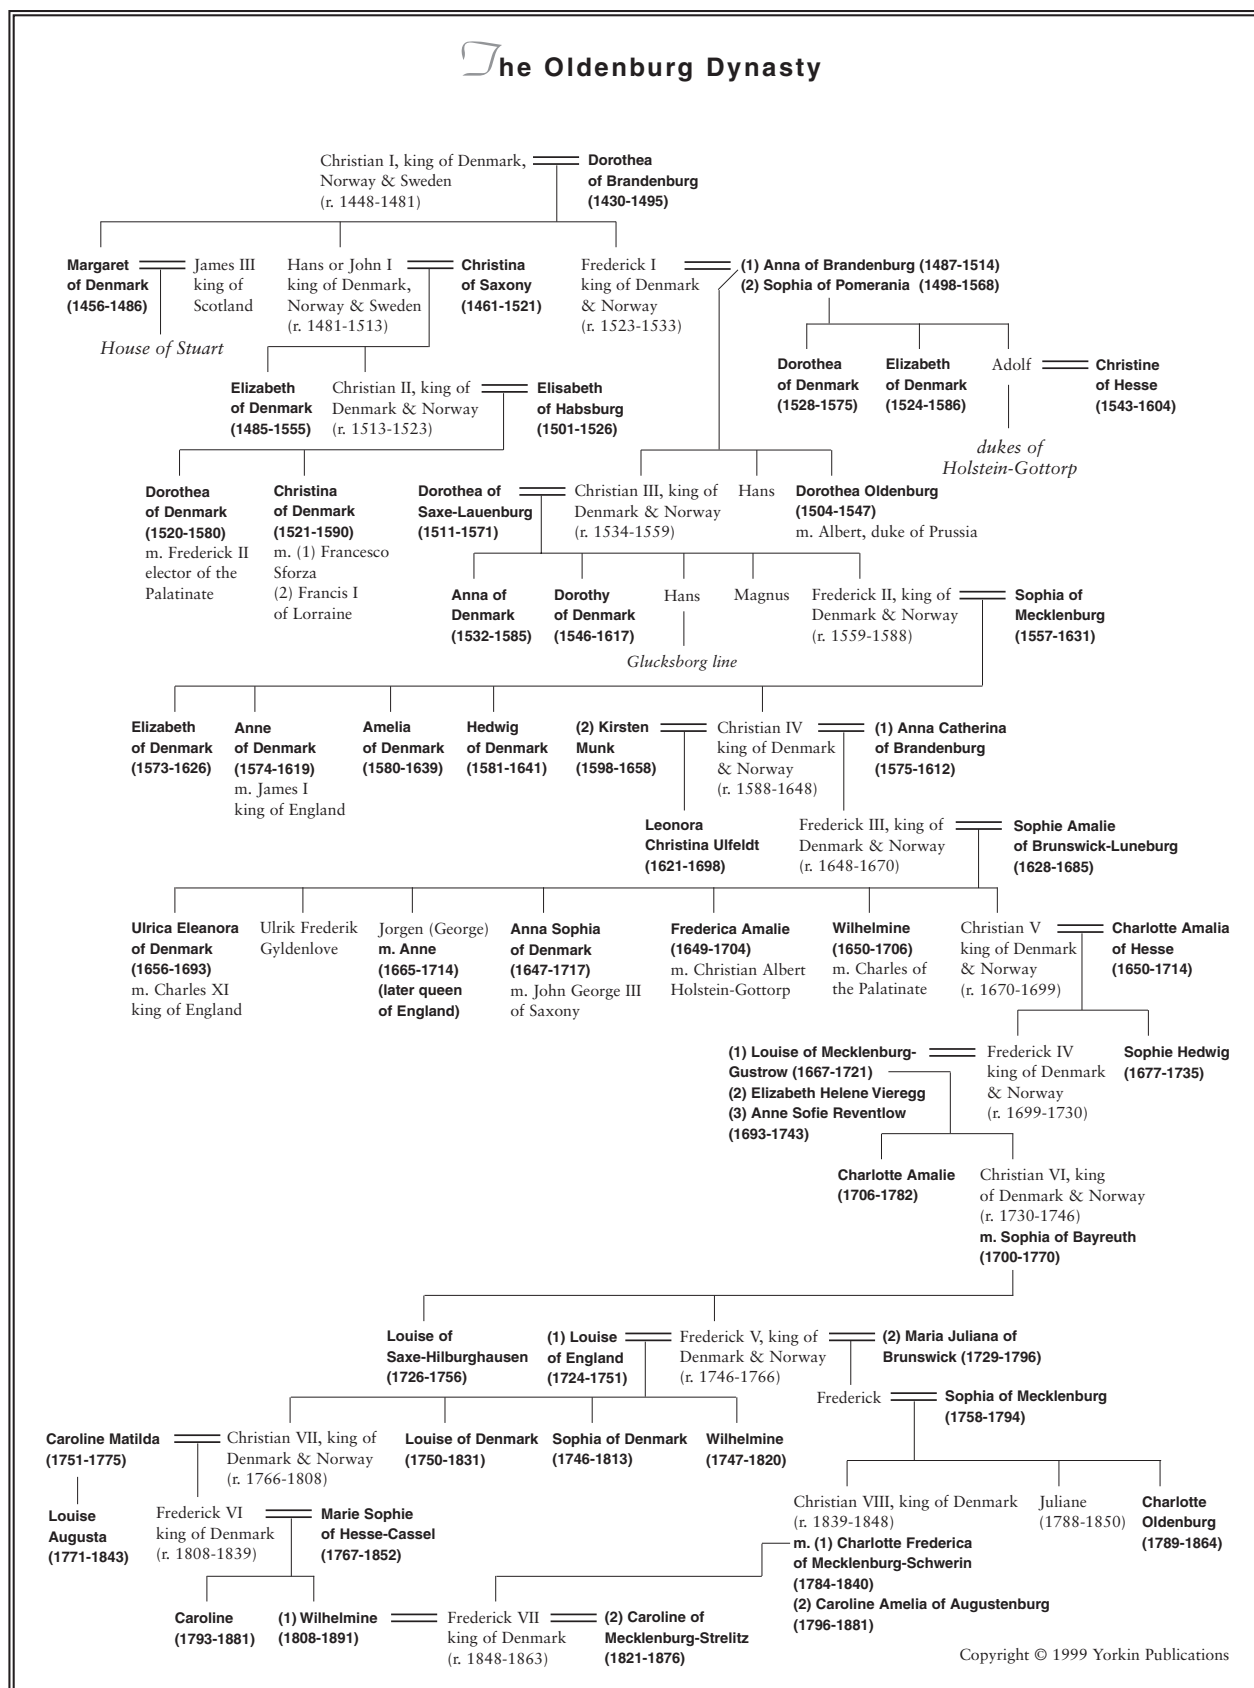 The Oldenburg Dynasty
Christian I, king of Denmark,
Norway & Sweden
(r. 1448-1481)
Dorothea
of Brandenburg
(1430-1495)
Margaret
of Denmark
(1456-1486)
James III
king of
Scotland
House of Stuart
Hans or John I
king of Denmark,
Norway & Sweden
(r. 1481-1513)
Christina
of Saxony
(1461-1521)
Frederick I
king of Denmark
& Norway
(r. 1523-1533)
(1) Anna of Brandenburg (1487-1514)
(2) Sophia of Pomerania (1498-1568)
Dorothea
of Denmark
(1528-1575)
Elizabeth
of Denmark
(1524-1586)
Adolf
Christine
of Hesse
(1543-1604)
dukes of
Holstein-Gottorp
Elizabeth
of Denmark
(1485-1555)
Christian II, king of
Denmark & Norway
(r. 1513-1523)
Elisabeth
of Habsburg
(1501-1526)
Dorothea
of Denmark
(1520-1580)
m. Frederick II
elector of the
Palatinate
Christina
of Denmark
(1521-1590)
m. (1) Francesco
Sforza
(2) Francis I
of Lorraine
Dorothea of
Saxe-Lauenburg
(1511-1571)
Christian III, king of
Denmark & Norway
(r. 1534-1559)
Hans
Dorothea Oldenburg
(1504-1547)
m. Albert, duke of Prussia
Anna of
Denmark
(1532-1585)
Dorothy
of Denmark
(1546-1617)
Hans
Glucksborg line
Magnus
Frederick II, king of
Denmark & Norway
(r. 1559-1588)
Sophia of
Mecklenburg
(1557-1631)
Elizabeth
of Denmark
(1573-1626)
Anne
of Denmark
(1574-1619)
m. James I
king of England
Amelia
of Denmark
(1580-1639)
Hedwig
of Denmark
(1581-1641)
(2) Kirsten
Munk
(1598-1658)
Christian IV
king of Denmark
& Norway
(r. 1588-1648)
(1) Anna Catherina
of Brandenburg
(1575-1612)
Leonora
Christina Ulfeldt
(1621-1698)
Frederick III, king of
Denmark & Norway
(r. 1648-1670)
Sophie Amalie
of Brunswick-Luneburg
(1628-1685)
Ulrica Eleanora
of Denmark
(1656-1693)
m. Charles XI
king of England
Ulrik Frederik
Gyldenlove
Jorgen (George)
m. Anne
(1665-1714)
(later queen
of England)
Anna Sophia
of Denmark
(1647-1717)
m. John George III
of Saxony
Frederica Amalie
(1649-1704)
m. Christian Albert
Holstein-Gottorp
Wilhelmine
(1650-1706)
m. Charles of
the Palatinate
Christian V
king of Denmark
& Norway
(r. 1670-1699)
Charlotte Amalia
of Hesse
(1650-1714)
(1) Louise of Mecklenburg-
Gustrow (1667-1721)
(2) Elizabeth Helene Vieregg
(3) Anne Sofie Reventlow
(1693-1743)
Frederick IV
king of Denmark
& Norway
(r. 1699-1730)
Sophie Hedwig
(1677-1735)
Charlotte Amalie
(1706-1782)
Christian VI, king
of Denmark & Norway
(r. 1730-1746)
m. Sophia of Bayreuth
(1700-1770)
Louise of
Saxe-Hilburghausen
(1726-1756)
(1) Louise
of England
(1724-1751)
Frederick V, king of
Denmark & Norway
(r. 1746-1766)
(2) Maria Juliana of
Brunswick (1729-1796)
Frederick
Sophia of Mecklenburg
(1758-1794)
Caroline Matilda
(1751-1775)
Christian VII, king of
Denmark & Norway
(r. 1766-1808)
Louise of Denmark
(1750-1831)
Sophia of Denmark
(1746-1813)
Wilhelmine
(1747-1820)
Louise
Augusta
(1771-1843)
Frederick VI
king of Denmark
(r. 1808-1839)
Marie Sophie
of Hesse-Cassel
(1767-1852)
Christian VIII, king of Denmark
(r. 1839-1848)
m. (1) Charlotte Frederica
of Mecklenburg-Schwerin
(1784-1840)
(2) Caroline Amelia of Augustenburg
(1796-1881)
Juliane
(1788-1850)
Charlotte
Oldenburg
(1789-1864)
Caroline
(1793-1881)
(1) Wilhelmine
(1808-1891)
Frederick VII
king of Denmark
(r. 1848-1863)
(2) Caroline of
Mecklenburg-Strelitz
(1821-1876)
Copyright © 1999 Yorkin Publications